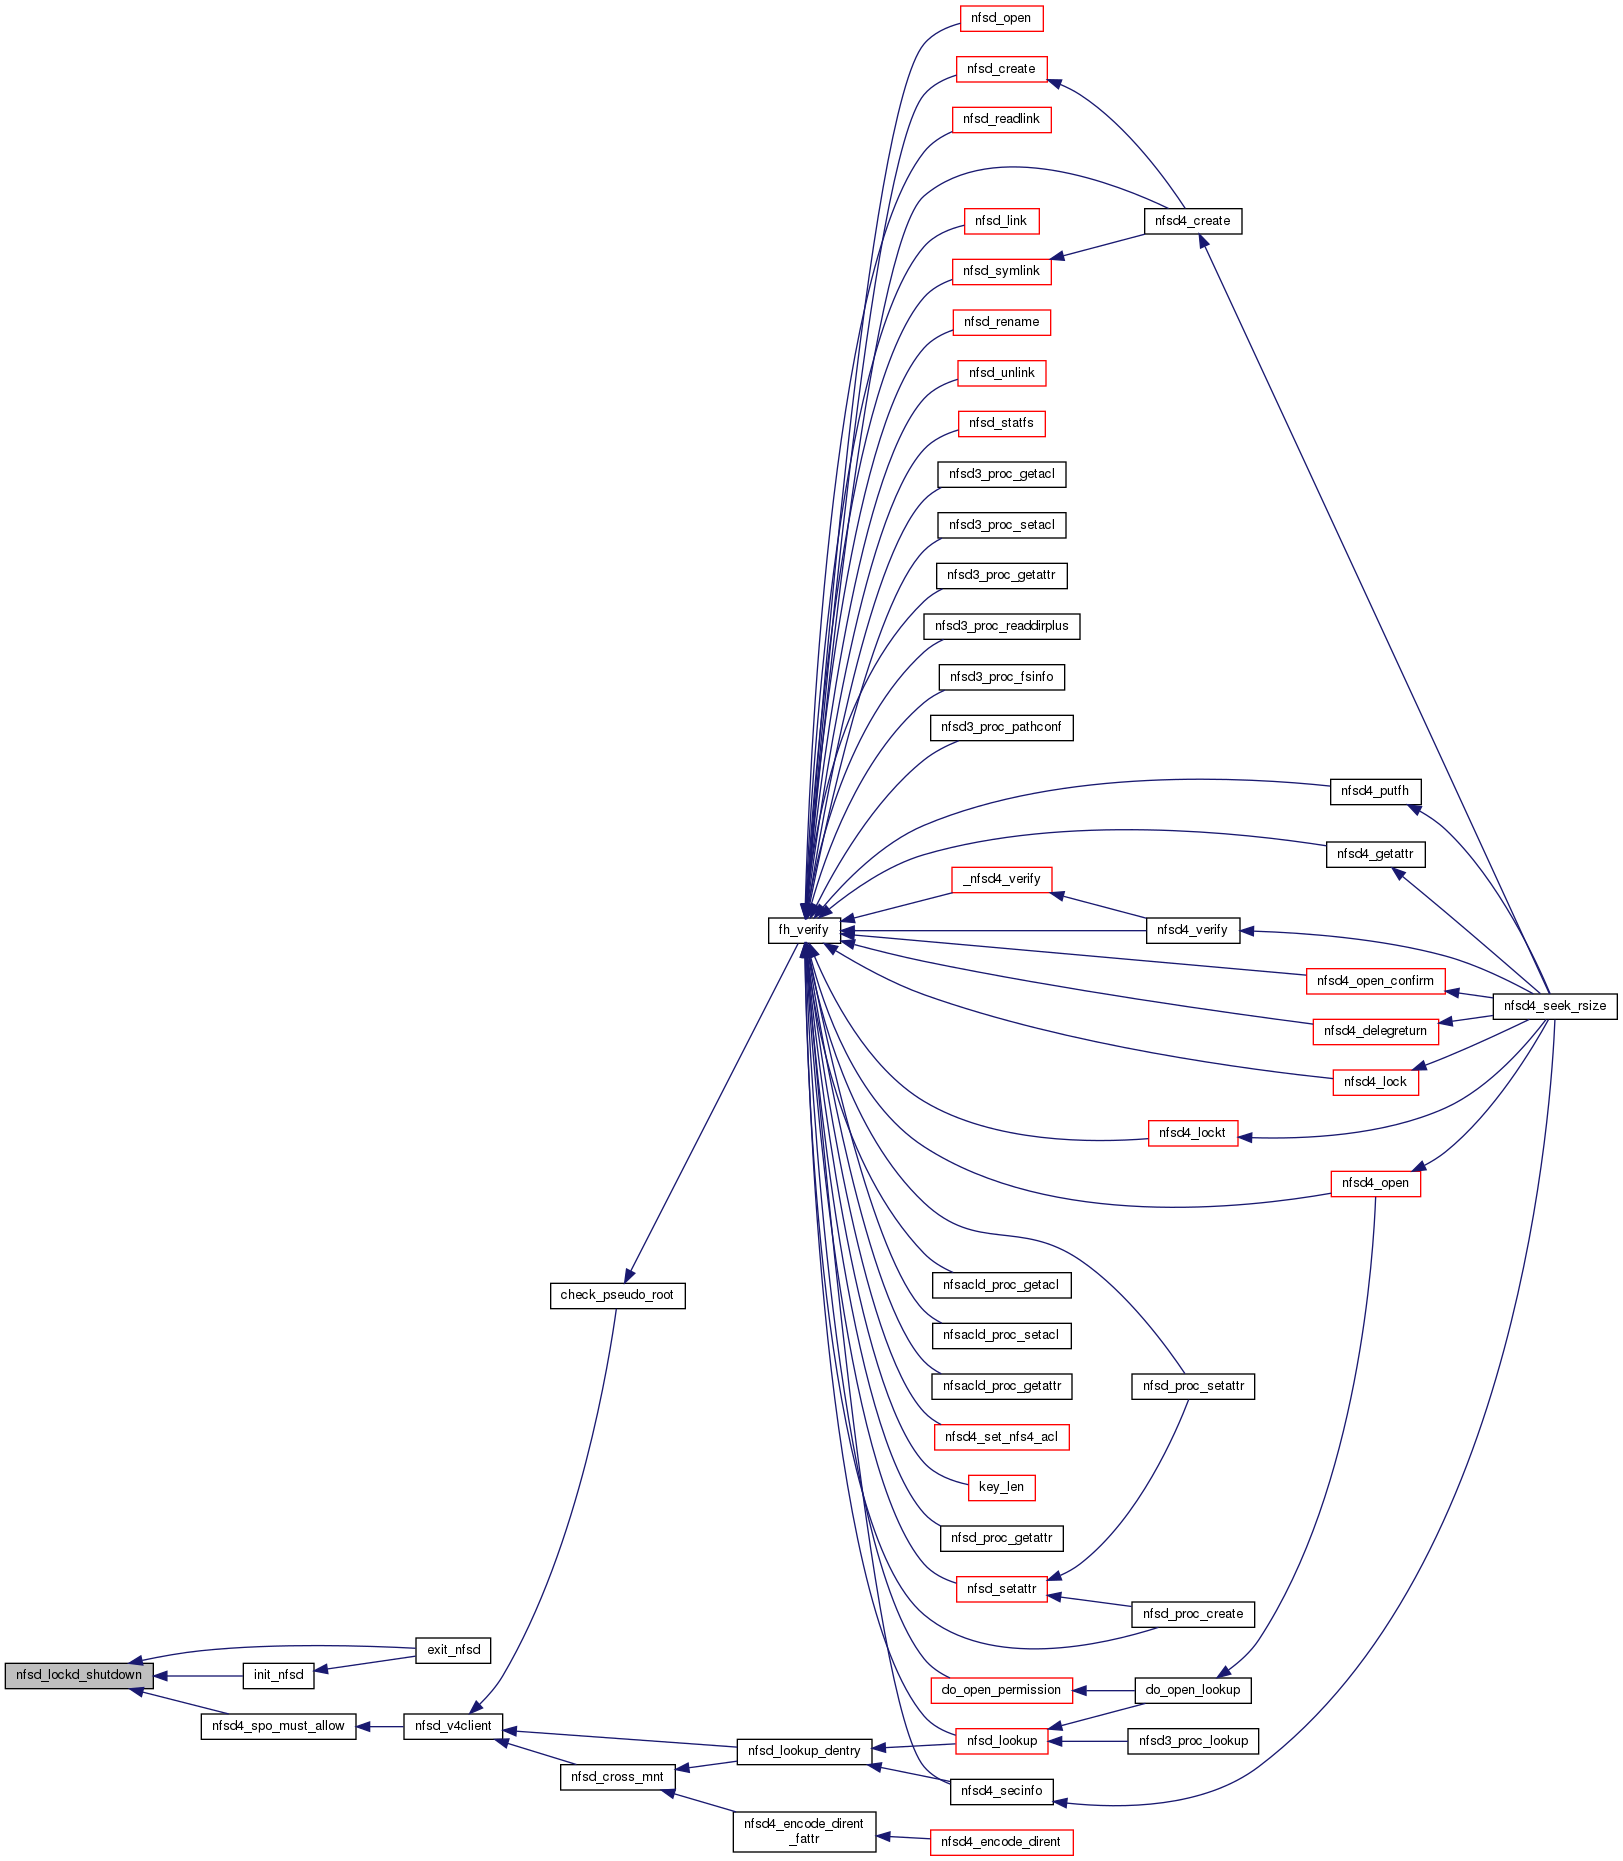 nfsd_open
nfsd_create
nfsd_readlink
nfsd_link
nfsd4_create
nfsd_symlink
nfsd_rename
nfsd_unlink
nfsd_statfs
nfsd3_proc_getacl
nfsd3_proc_setacl
nfsd3_proc_getattr
nfsd3_proc_readdirplus
nfsd3_proc_fsinfo
nfsd3_proc_pathconf
nfsd4_putfh
nfsd4_getattr
_nfsd4_verify
fh_verify
nfsd4_verify
nfsd4_open_confirm
nfsd4_seek_rsize
nfsd4_delegreturn
nfsd4_lock
nfsd4_lockt
nfsd4_open
nfsacld_proc_getacl
check_pseudo_root
nfsacld_proc_setacl
nfsacld_proc_getattr
nfsd_proc_setattr
nfsd4_set_nfs4_acl
key_len
nfsd_proc_getattr
nfsd_setattr
nfsd_proc_create
exit_nfsd
nfsd_lockd_shutdown
init_nfsd
do_open_permission
do_open_lookup
nfsd4_spo_must_allow
nfsd_v4client
nfsd_lookup
nfsd3_proc_lookup
nfsd_lookup_dentry
nfsd_cross_mnt
nfsd4_secinfo
nfsd4_encode_dirent
_fattr
nfsd4_encode_dirent